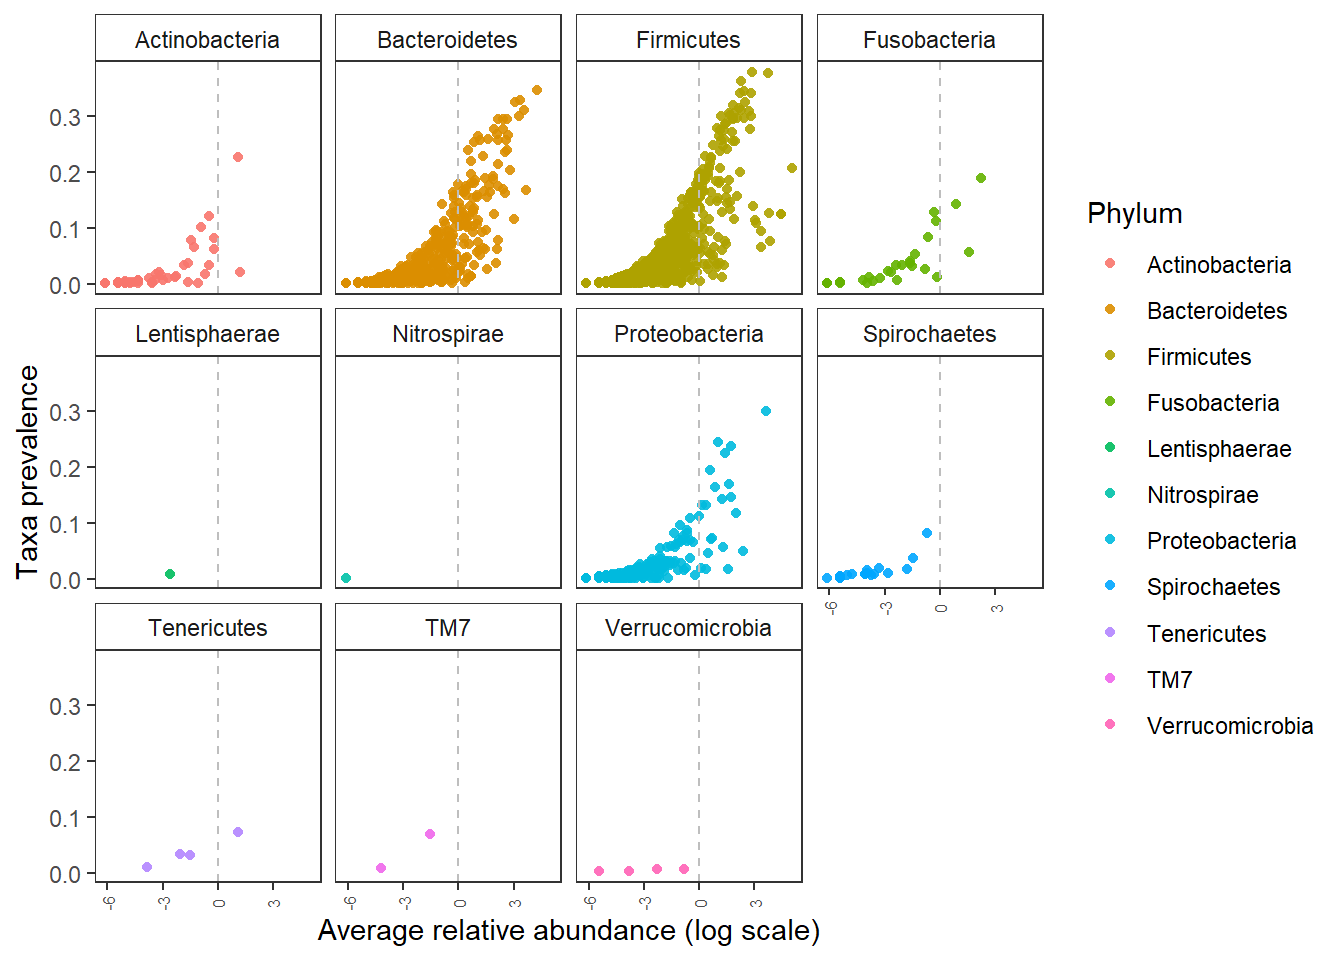 Actinobacteria
Bacteroidetes
Firmicutes
Fusobacteria
0.3
0.2
0.1
0.0
Lentisphaerae
Nitrospirae
Proteobacteria
Spirochaetes
0.3
0.2
0.1
0.0
-6
-3
0
3
Tenericutes
TM7
Verrucomicrobia
0.3
0.2
0.1
0.0
-6
-3
0
3
-6
-3
0
3
-6
-3
0
3
Taxa prevalence
Average relative abundance (log scale)
Phylum
Actinobacteria
Bacteroidetes
Firmicutes
Fusobacteria
Lentisphaerae
Nitrospirae
Proteobacteria
Spirochaetes
Tenericutes
TM7
Verrucomicrobia